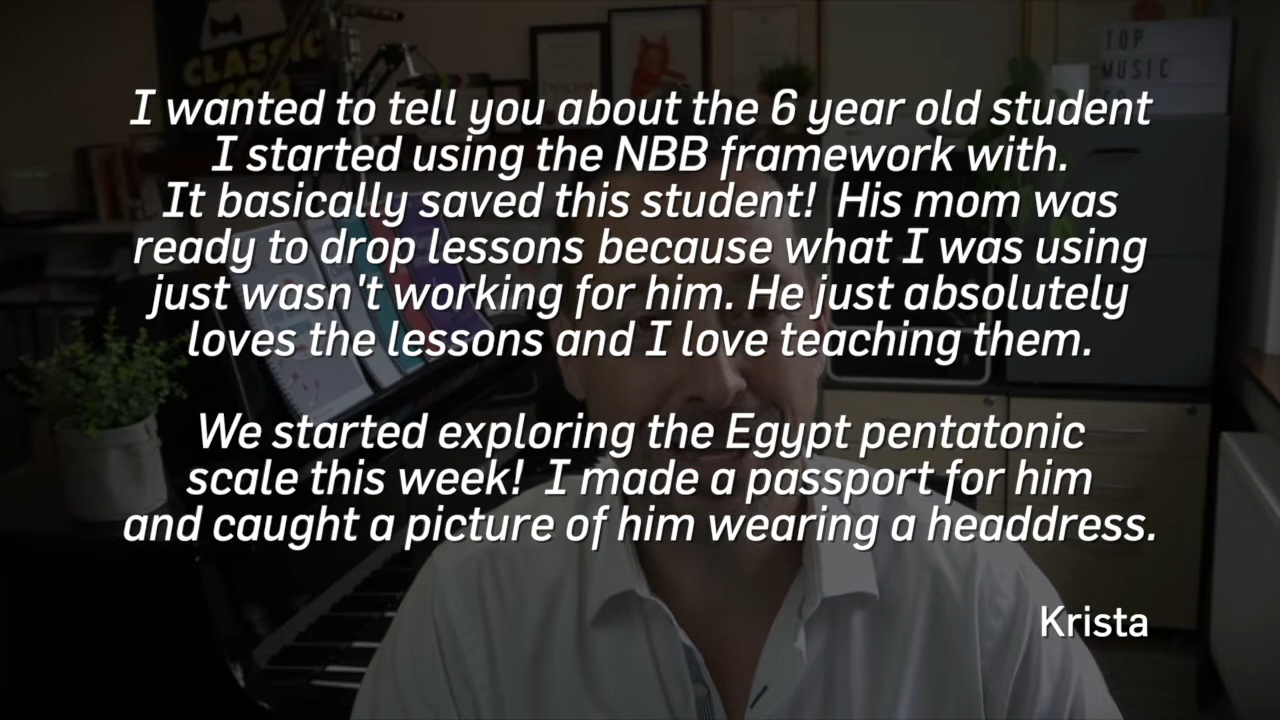 CLASSIC
TOP
MUSIC
I wanted to tell you about the 6 year old student
I started using the NBB framework with.
It basically saved this student!  His mom was
ready to drop lessons because what I was using
just wasn't working for him. He just absolutely
loves the lessons and I love teaching them.
We started exploring the Egypt pentatonic
scale this week!  I made a passport for him
and caught a picture of him wearing a headdress.
Krista